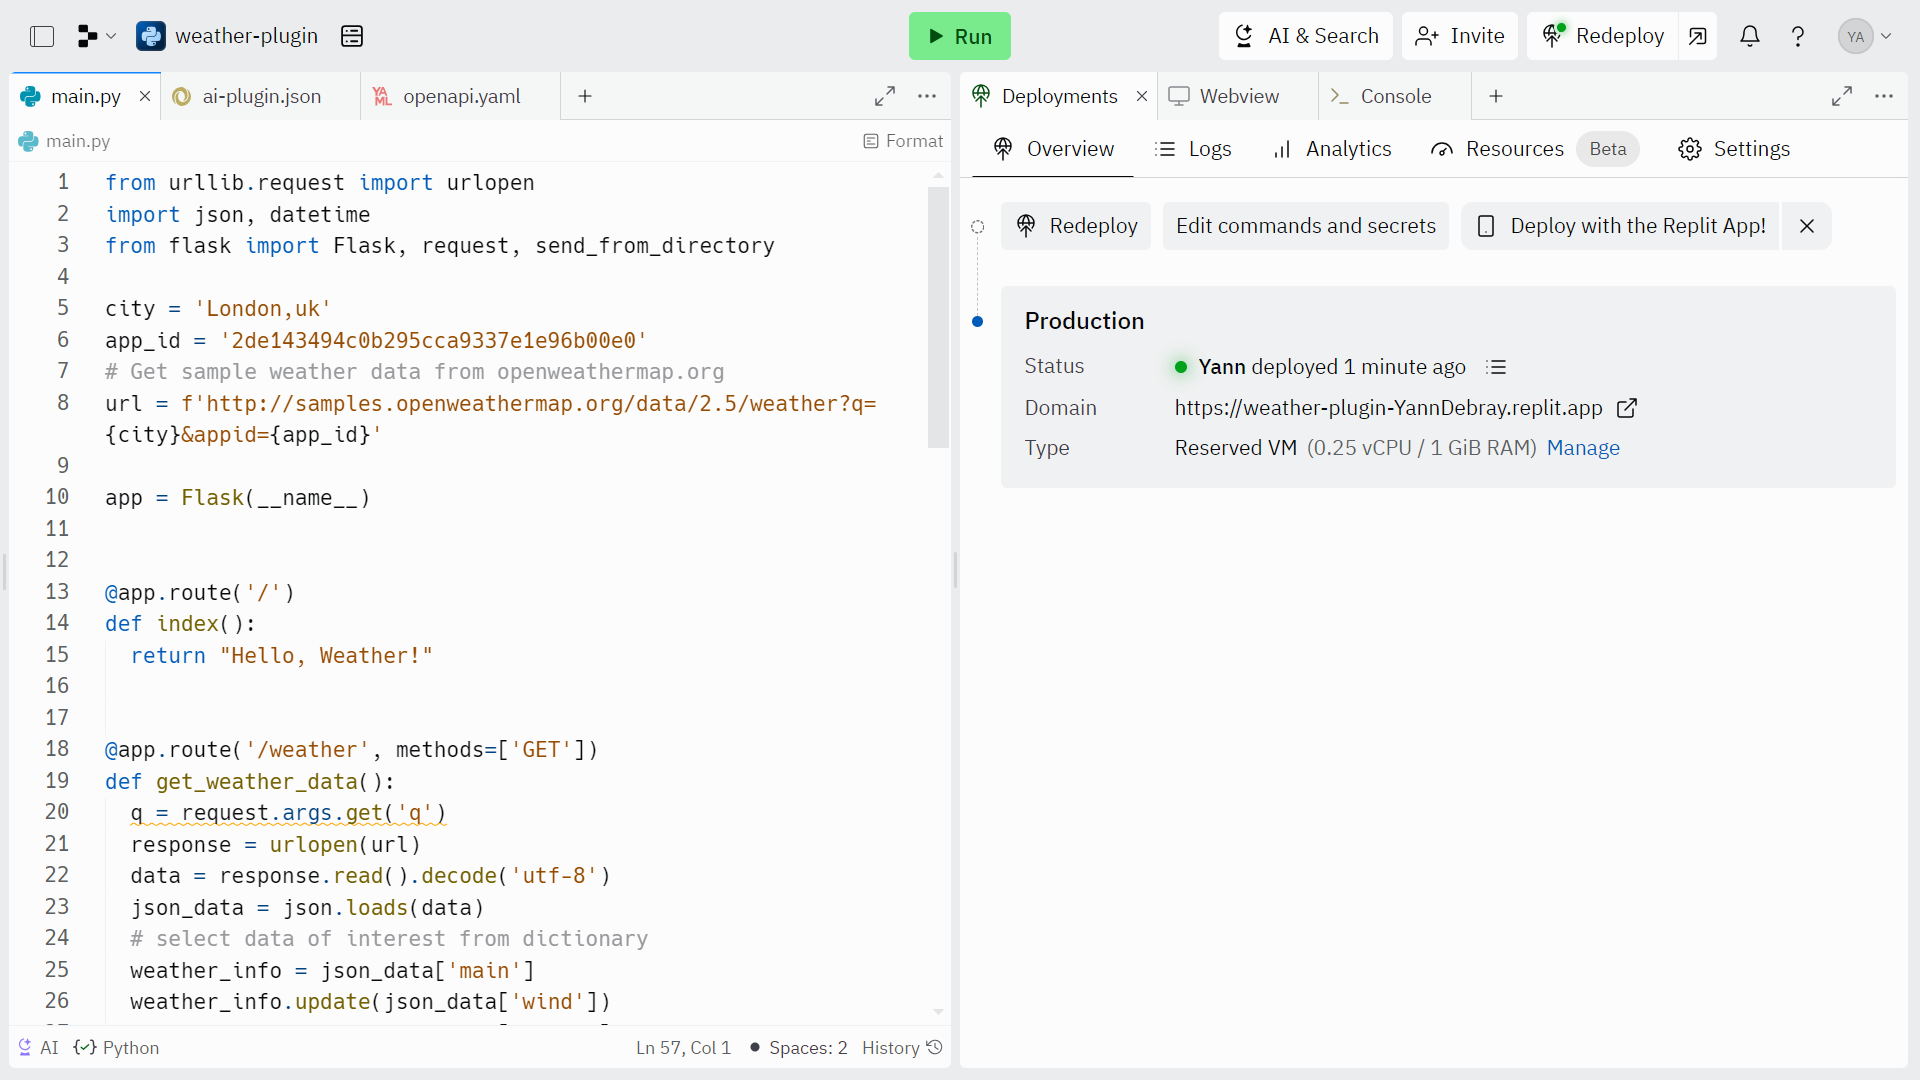 weather-plugin
Run
AI & Search
Invite
Redeploy
YA
main.py
ai-plugin.json
YAML
openapi.yaml
Deployments
Webview
Console
main.py
Format
Overview
Logs
Analytics
Resources
Beta
Settings
1 from urllib.request import urlopen
2 import json, datetime
3 from flask import Flask, request, send_from_directory
4
5 city = 'London,uk'
6 app_id = '2de143494c0b295cca9337e1e96b00e0'
7 # Get sample weather data from openweathermap.org
8 url = f'http://samples.openweathermap.org/data/2.5/weather?q=
{city}&appid={app_id}'
9
10 app = Flask(__name__)
11
12
13 @app.route('/')
14 def index():
15 return "Hello, Weather!"
16
17
18 @app.route('/weather', methods=['GET'])
19 def get_weather_data():
20 q = request.args.get('q')
21 response = urlopen(url)
22 data = response.read().decode('utf-8')
23 json_data = json.loads(data)
24 # select data of interest from dictionary
25 weather_info = json_data['main']
26 weather_info.update(json_data['wind'])
AI
Python
Ln 57, Col 1
Spaces: 2
History
Redeploy
Edit commands and secrets
Deploy with the Replit App!
Production
Status
Yann deployed 1 minute ago
Domain
https://weather-plugin-YannDebray.replit.app
Type
Reserved VM (0.25 vCPU / 1 GiB RAM) Manage